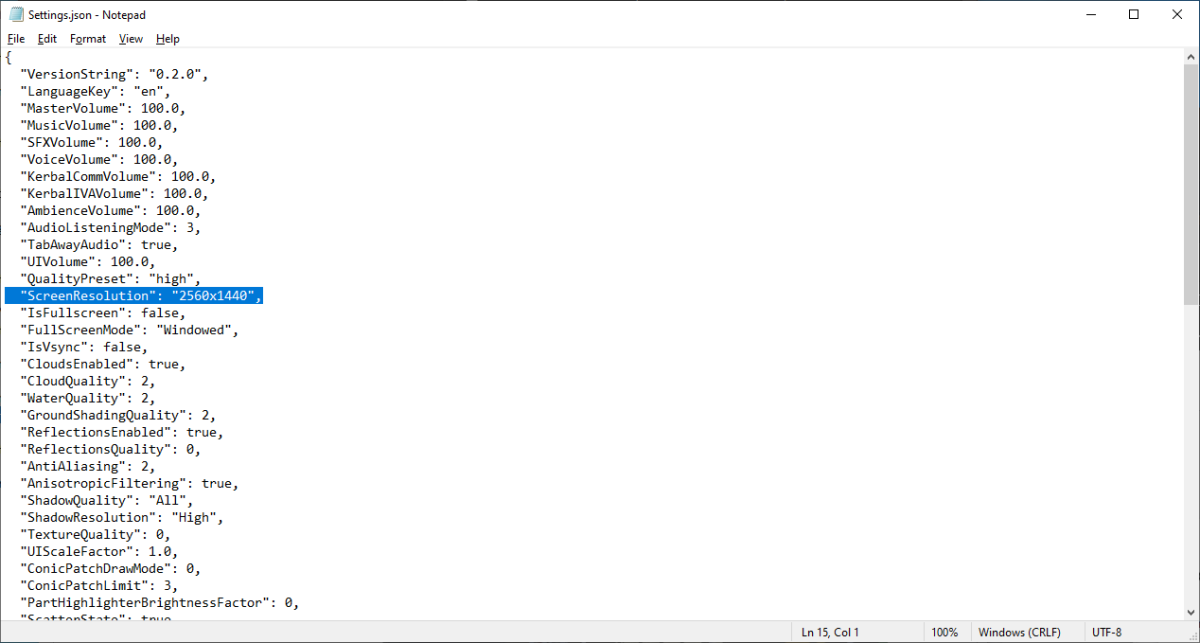 Settings.json - Notepad
File Edit Format View Help
{
  "VersionString": "0.2.0",
  "LanguageKey": "en",
  "MasterVolume": 100.0,
  "MusicVolume": 100.0,
  "SFXVolume": 100.0,
  "VoiceVolume": 100.0,
  "KerbalCommVolume": 100.0,
  "KerbalIVAVolume": 100.0,
  "AmbienceVolume": 100.0,
  "AudioListeningMode": 3,
  "TabAwayAudio": true,
  "UIVolume": 100.0,
  "QualityPreset": "high",
  "ScreenResolution": "2560x1440",
  "IsFullscreen": false,
  "FullScreenMode": "Windowed",
  "IsVsync": false,
  "CloudsEnabled": true,
  "CloudQuality": 2,
  "WaterQuality": 2,
  "GroundShadingQuality": 2,
  "ReflectionsEnabled": true,
  "ReflectionsQuality": 0,
  "AntiAliasing": 2,
  "AnisotropicFiltering": true,
  "ShadowQuality": "All",
  "ShadowResolution": "High",
  "TextureQuality": 0,
  "UIScaleFactor": 1.0,
  "ConicPatchDrawMode": 0,
  "ConicPatchLimit": 3,
  "PartHighlighterBrightnessFactor": 0,
  "ScatterState": true
Ln 15, Col 1 100% Windows (CRLF) UTF-8